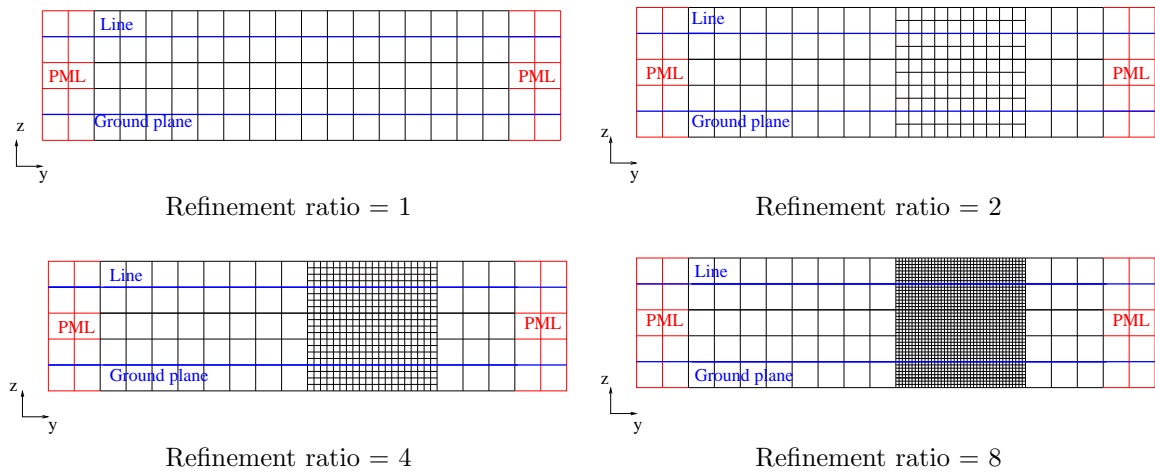 Line
PML
PML
Ground plane
z
y
Refinement ratio = 1
Line
PML
PML
Ground plane
z
y
Refinement ratio = 2
Line
PML
PML
Ground plane
z
y
Refinement ratio = 4
Line
PML
PML
Ground plane
z
y
Refinement ratio = 8